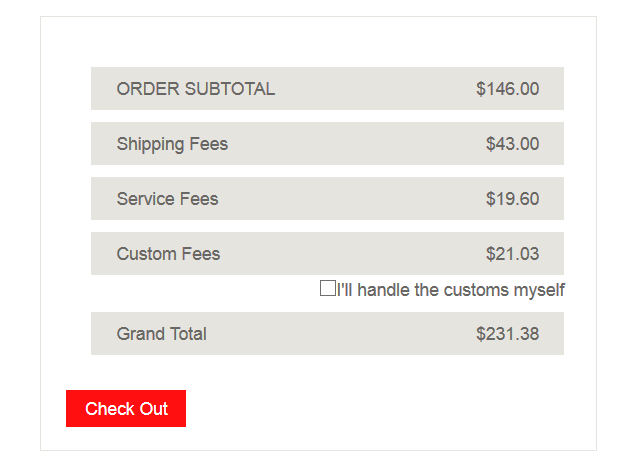 ORDER SUBTOTAL $146.00
Shipping Fees $43.00
Service Fees $19.60
Custom Fees $21.03
I'll handle the customs myself
Grand Total $231.38
Check Out